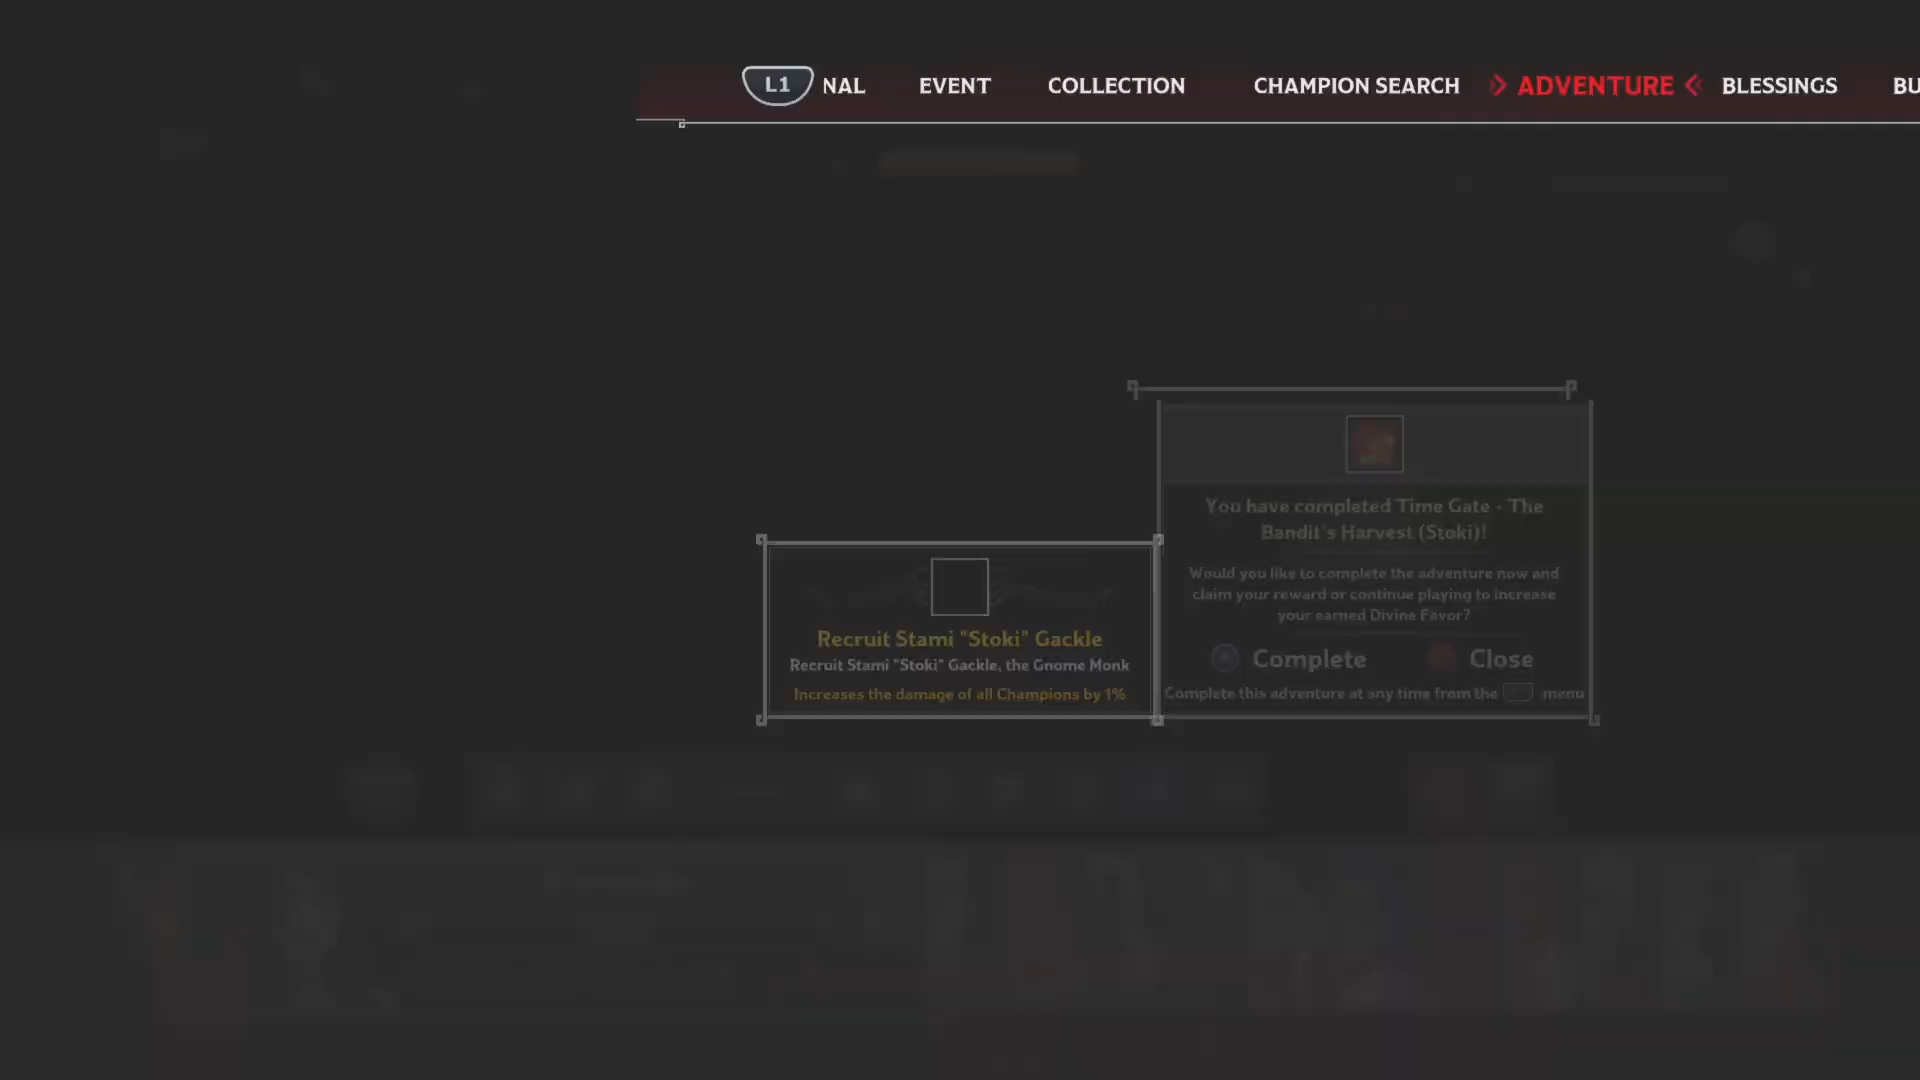 L1 NAL EVENT COLLECTION CHAMPION SEARCH ADVENTURE BLESSINGS BU
You have completed Time Gate - The
Bandit's Harvest (Stoki)!
Would you like to complete the adventure now and
claim your reward or continue playing to increase
your earned Divine Favor?
Complete Close
Complete this adventure at any time from the menu
Recruit Stami "Stoki" Gackle
Recruit Stami "Stoki" Gackle, the Gnome Monk
Increases the damage of all Champions by 1%